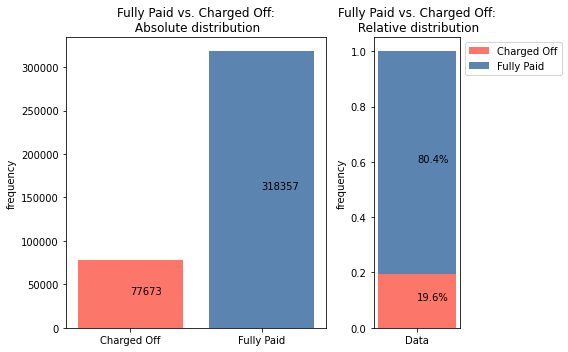 Fully Paid vs. Charged Off:
Absolute distribution
frequency
300000
250000
200000
150000
100000
50000
0
318357
77673
Charged Off
Fully Paid
Fully Paid vs. Charged Off:
Relative distribution
frequency
1.0
0.8
0.6
0.4
0.2
0.0
80.4%
19.6%
Data
Charged Off
Fully Paid